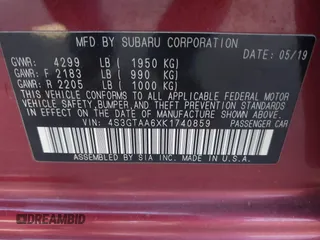 MFD BY SUBARU CORPORATION
GVWR: 4299 LB ( 1950 KG) DATE: 05/19
GAWR: F 2183 LB ( 990 KG)
GAWR: R 2205 LB ( 1000 KG)
THIS VEHICLE CONFORMS TO ALL APPLICABLE FEDERAL MOTOR
VEHICLE SAFETY, BUMPER, AND THEFT PREVENTION STANDARDS IN
EFFECT ON THE DATE OF MANUFACTURE SHOWN ABOVE.
VIN: 4S3GTAA6XK1740859 PASSENGER CAR
ASSEMBLED BY SIA INC. MADE IN U.S.A.
DREAMBID